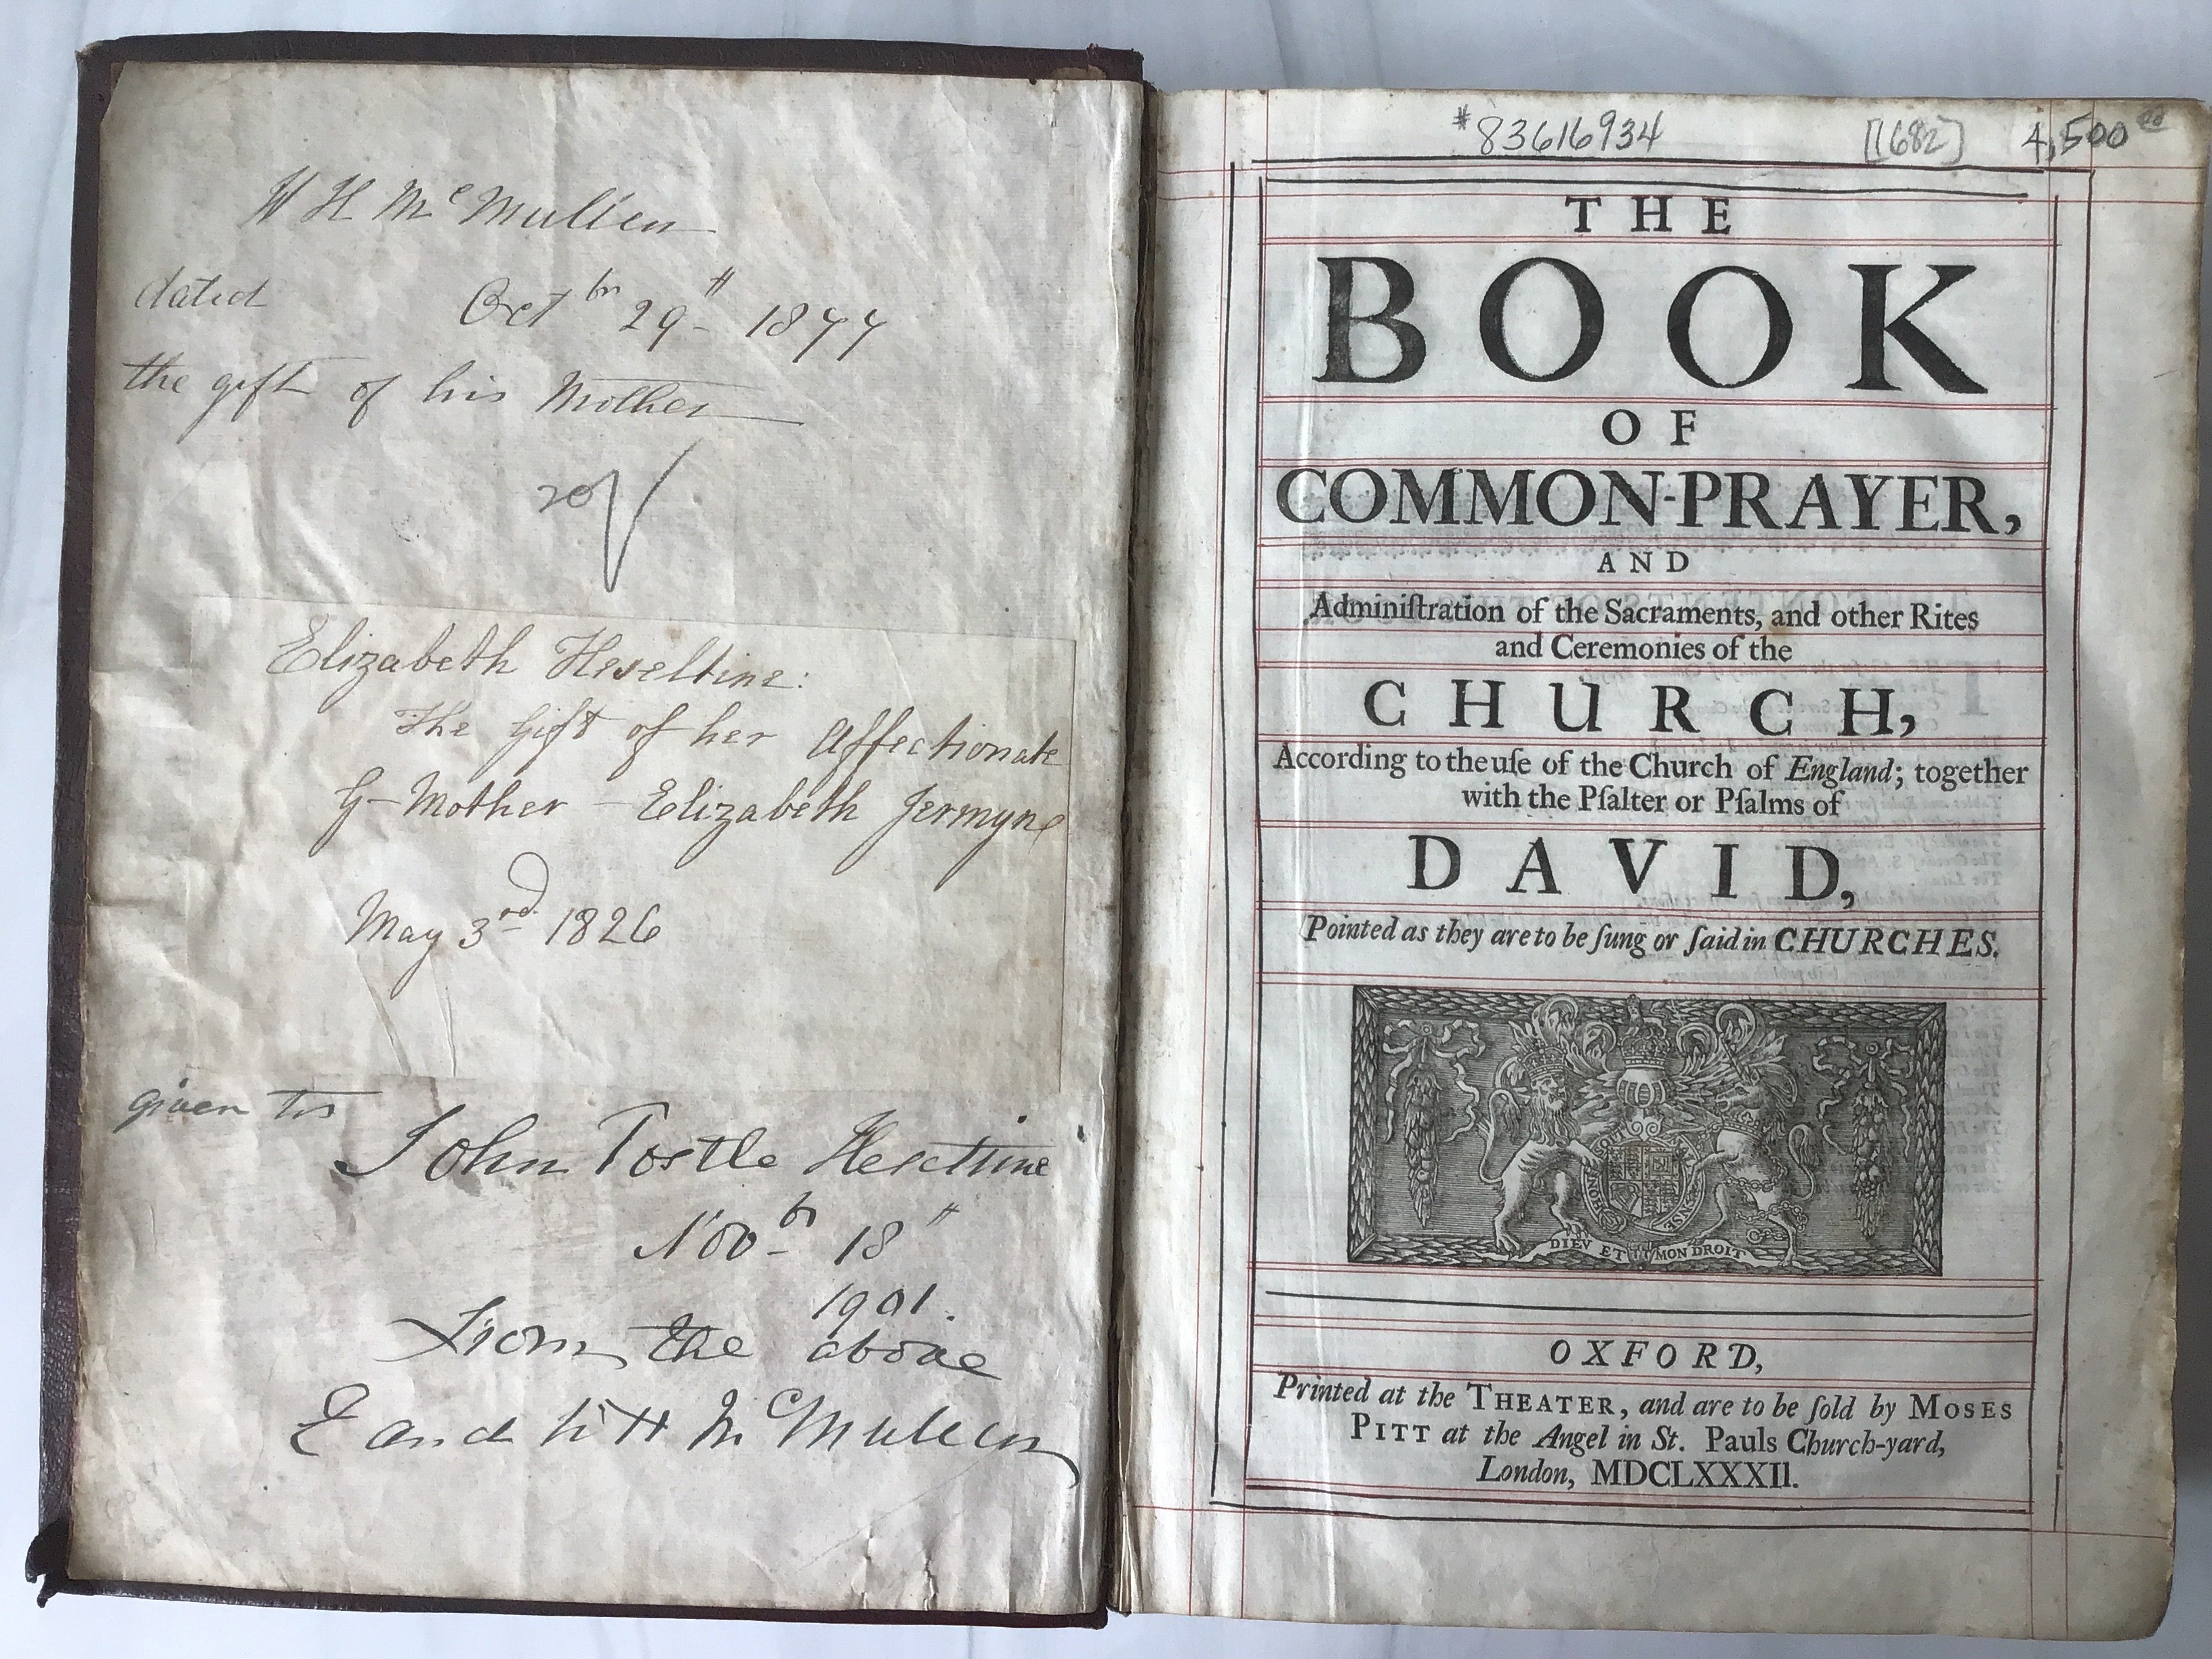 W H McMullen
dated Octbr 29th 1877
the gift of his Mother
Elizabeth Heseltine:
The Gift of her Affectionate
G-Mother - Elizabeth Jermyne
May 3rd 1826
given to
John Postle Heseltine
Novbr 18th
1901.
From the above
E and W H McMullen
#83616934 [1682] 4,500
THE
BOOK
OF
COMMON-PRAYER,
AND
Adminiſtration of the Sacraments, and other Rites
and Ceremonies of the
CHURCH,
According to the uſe of the Church of England; together
with the Pſalter or Pſalms of
DAVID,
Pointed as they are to be ſung or ſaid in CHURCHES.
HONI SENSE
DIEV ET MON DROIT
OXFORD,
Printed at the THEATER, and are to be ſold by MOSES
PITT at the Angel in St. Pauls Church-yard,
London, MDCLXXXII.